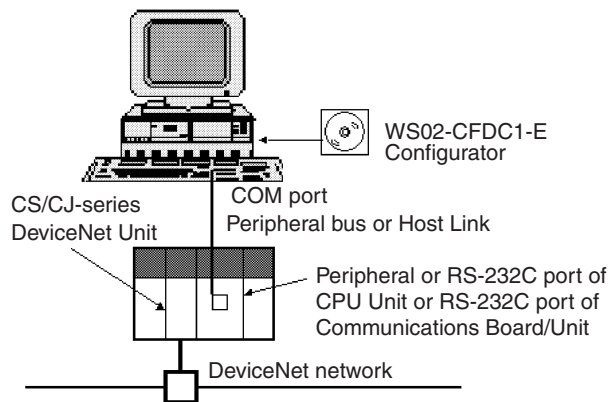 WS02-CFDC1-E
Configurator
COM port
Peripheral bus or Host Link
CS/CJ-series
DeviceNet Unit
Peripheral or RS-232C port of
CPU Unit or RS-232C port of
Communications Board/Unit
DeviceNet network